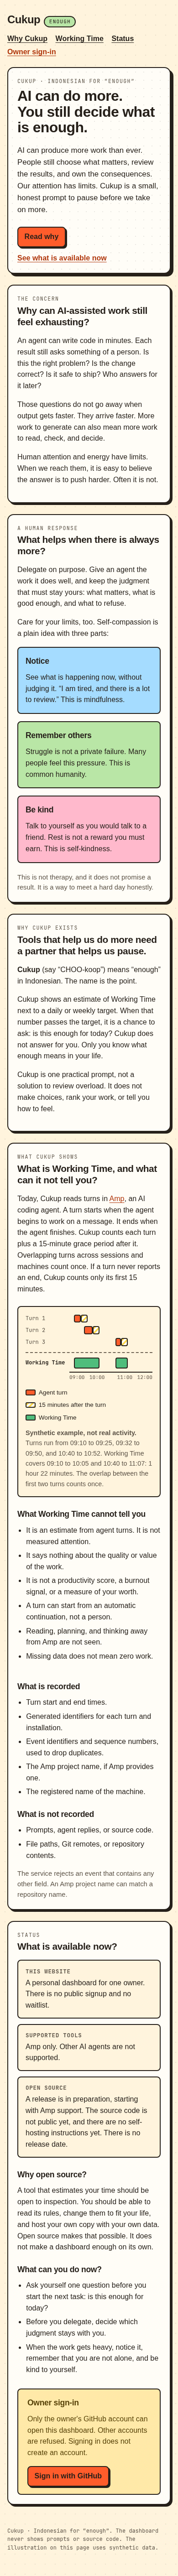 Cukup ENOUGH
Why Cukup Working Time Status
Owner sign-in
CUKUP · INDONESIAN FOR "ENOUGH"
AI can do more.
You still decide what
is enough.
AI can produce more work than ever.
People still choose what matters, review
the results, and own the consequences.
Our attention has limits. Cukup is a small,
honest prompt to pause before we take
on more.
Read why
See what is available now
THE CONCERN
Why can AI-assisted work still
feel exhausting?
An agent can write code in minutes. Each
result still asks something of a person. Is
this the right problem? Is the change
correct? Is it safe to ship? Who answers for
it later?
Those questions do not go away when
output gets faster. They arrive faster. More
work to generate can also mean more work
to read, check, and decide.
Human attention and energy have limits.
When we reach them, it is easy to believe
the answer is to push harder. Often it is not.
A HUMAN RESPONSE
What helps when there is always
more?
Delegate on purpose. Give an agent the
work it does well, and keep the judgment
that must stay yours: what matters, what is
good enough, and what to refuse.
Care for your limits, too. Self-compassion is
a plain idea with three parts:
Notice
See what is happening now, without
judging it. "I am tired, and there is a lot
to review." This is mindfulness.
Remember others
Struggle is not a private failure. Many
people feel this pressure. This is
common humanity.
Be kind
Talk to yourself as you would talk to a
friend. Rest is not a reward you must
earn. This is self-kindness.
This is not therapy, and it does not promise a
result. It is a way to meet a hard day honestly.
WHY CUKUP EXISTS
Tools that help us do more need
a partner that helps us pause.
Cukup (say “CHOO-koop”) means “enough”
in Indonesian. The name is the point.
Cukup shows an estimate of Working Time
next to a daily or weekly target. When that
number passes the target, it is a chance to
ask: is this enough for today? Cukup does
not answer for you. Only you know what
enough means in your life.
Cukup is one practical prompt, not a
solution to review overload. It does not
make choices, rank your work, or tell you
how to feel.
WHAT CUKUP SHOWS
What is Working Time, and what
can it not tell you?
Today, Cukup reads turns in Amp, an AI
coding agent. A turn starts when the agent
begins to work on a message. It ends when
the agent finishes. Cukup counts each turn
plus a 15-minute grace period after it.
Overlapping turns across sessions and
machines count once. If a turn never reports
an end, Cukup counts only its first 15
minutes.
Turn 1
Turn 2
Turn 3
Working Time
09:00 10:00 11:00 12:00
Agent turn
15 minutes after the turn
Working Time
Synthetic example, not real activity.
Turns run from 09:10 to 09:25, 09:32 to
09:50, and 10:40 to 10:52. Working Time
covers 09:10 to 10:05 and 10:40 to 11:07: 1
hour 22 minutes. The overlap between the
first two turns counts once.
What Working Time cannot tell you
• It is an estimate from agent turns. It is not
measured attention.
• It says nothing about the quality or value
of the work.
• It is not a productivity score, a burnout
signal, or a measure of your worth.
• A turn can start from an automatic
continuation, not a person.
• Reading, planning, and thinking away
from Amp are not seen.
• Missing data does not mean zero work.
What is recorded
• Turn start and end times.
• Generated identifiers for each turn and
installation.
• Event identifiers and sequence numbers,
used to drop duplicates.
• The Amp project name, if Amp provides
one.
• The registered name of the machine.
What is not recorded
• Prompts, agent replies, or source code.
• File paths, Git remotes, or repository
contents.
The service rejects an event that contains any
other field. An Amp project name can match a
repository name.
STATUS
What is available now?
THIS WEBSITE
A personal dashboard for one owner.
There is no public signup and no
waitlist.
SUPPORTED TOOLS
Amp only. Other AI agents are not
supported.
OPEN SOURCE
A release is in preparation, starting
with Amp support. The source code is
not public yet, and there are no self-
hosting instructions yet. There is no
release date.
Why open source?
A tool that estimates your time should be
open to inspection. You should be able to
read its rules, change them to fit your life,
and host your own copy with your own data.
Open source makes that possible. It does
not make a dashboard enough on its own.
What can you do now?
• Ask yourself one question before you
start the next task: is this enough for
today?
• Before you delegate, decide which
judgment stays with you.
• When the work gets heavy, notice it,
remember that you are not alone, and be
kind to yourself.
Owner sign-in
Only the owner's GitHub account can
open this dashboard. Other accounts
are refused. Signing in does not
create an account.
Sign in with GitHub
Cukup · Indonesian for "enough". The dashboard
never shows prompts or source code. The
illustration on this page uses synthetic data.